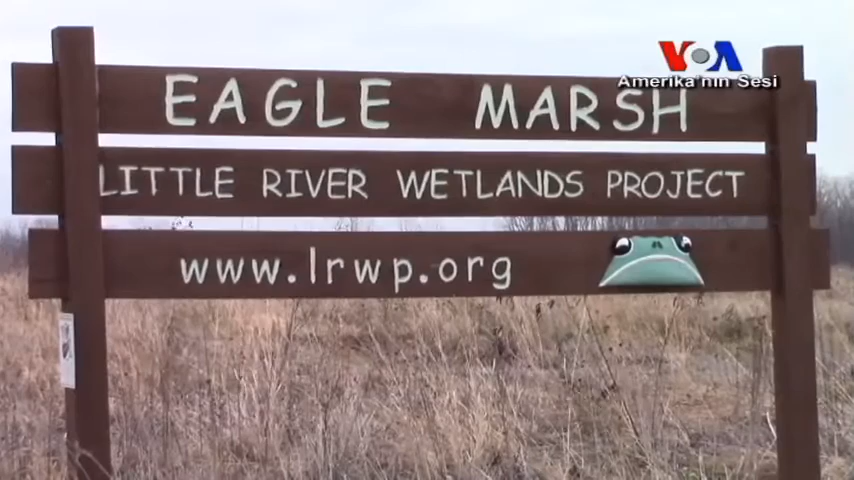 VOA
Amerika'nın Sesi
EAGLE MARSH
LITTLE RIVER WETLANDS PROJECT
www.lrwp.org